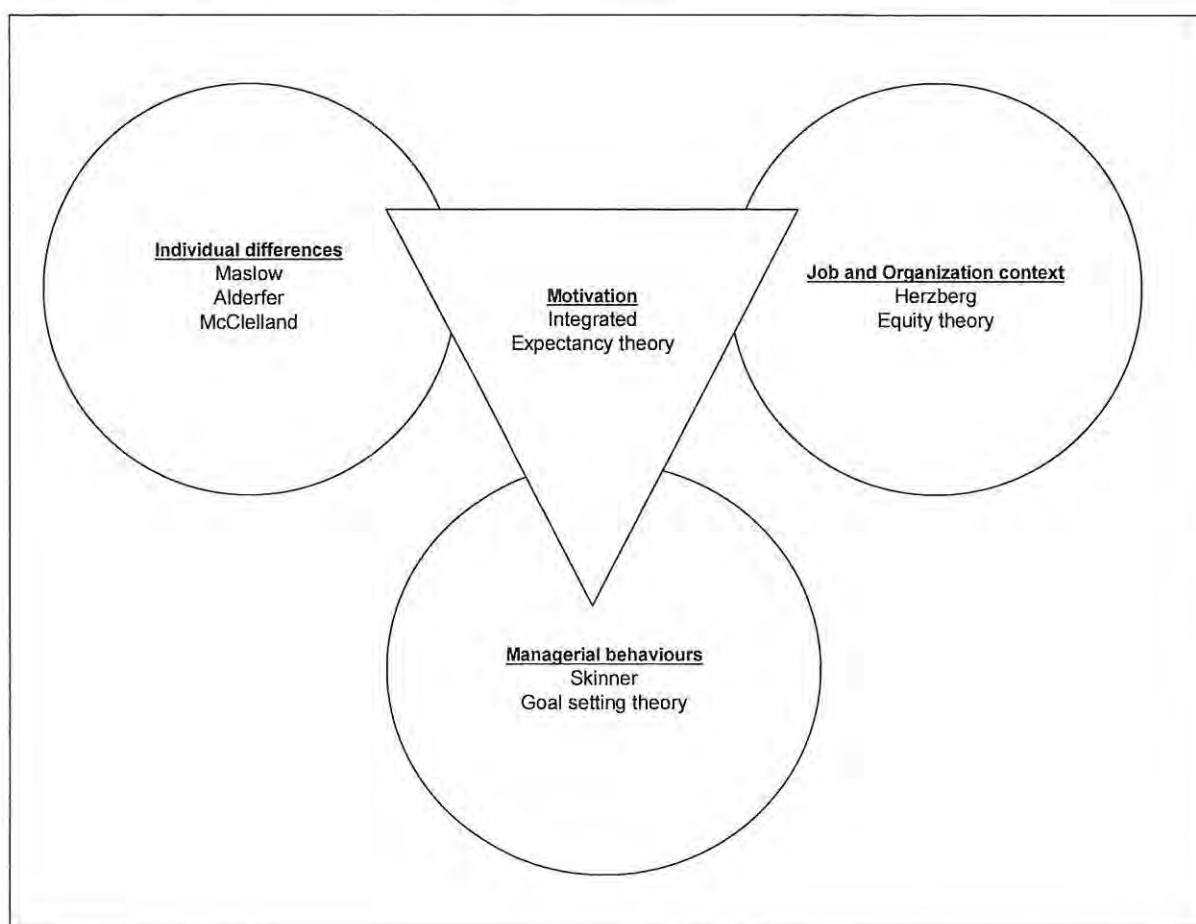 Individual differences
Maslow
Alderfer
McClelland
Motivation
Integrated
Expectancy theory
Job and Organization context
Herzberg
Equity theory
Managerial behaviours
Skinner
Goal setting theory